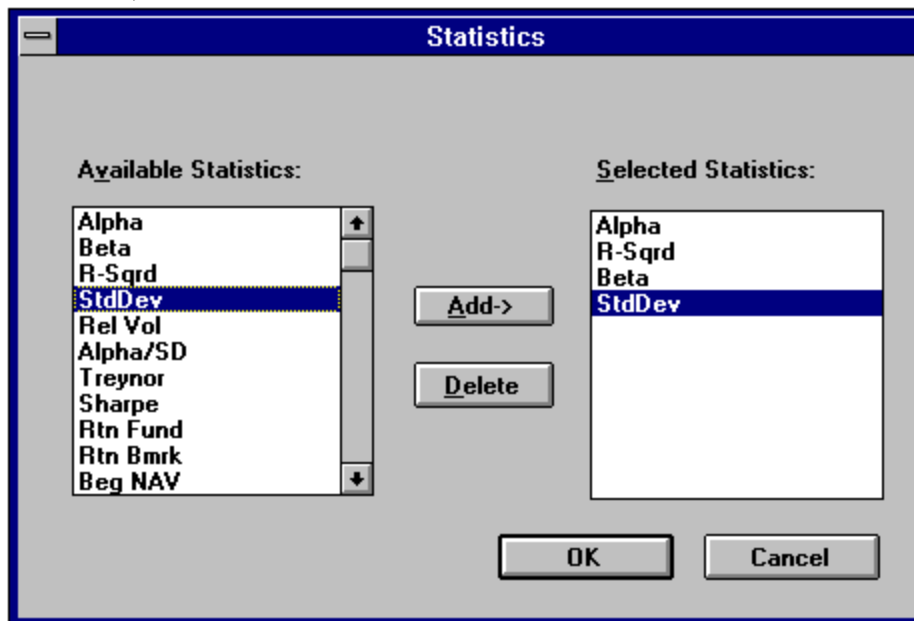 Statistics
Available Statistics:
Alpha
Beta
R-Sqrd
StdDev
Rel Vol
Alpha/SD
Treynor
Sharpe
Rtn Fund
Rtn Bmrk
Beg NAV
Add->
Delete
Selected Statistics:
Alpha
R-Sqrd
Beta
StdDev
OK
Cancel